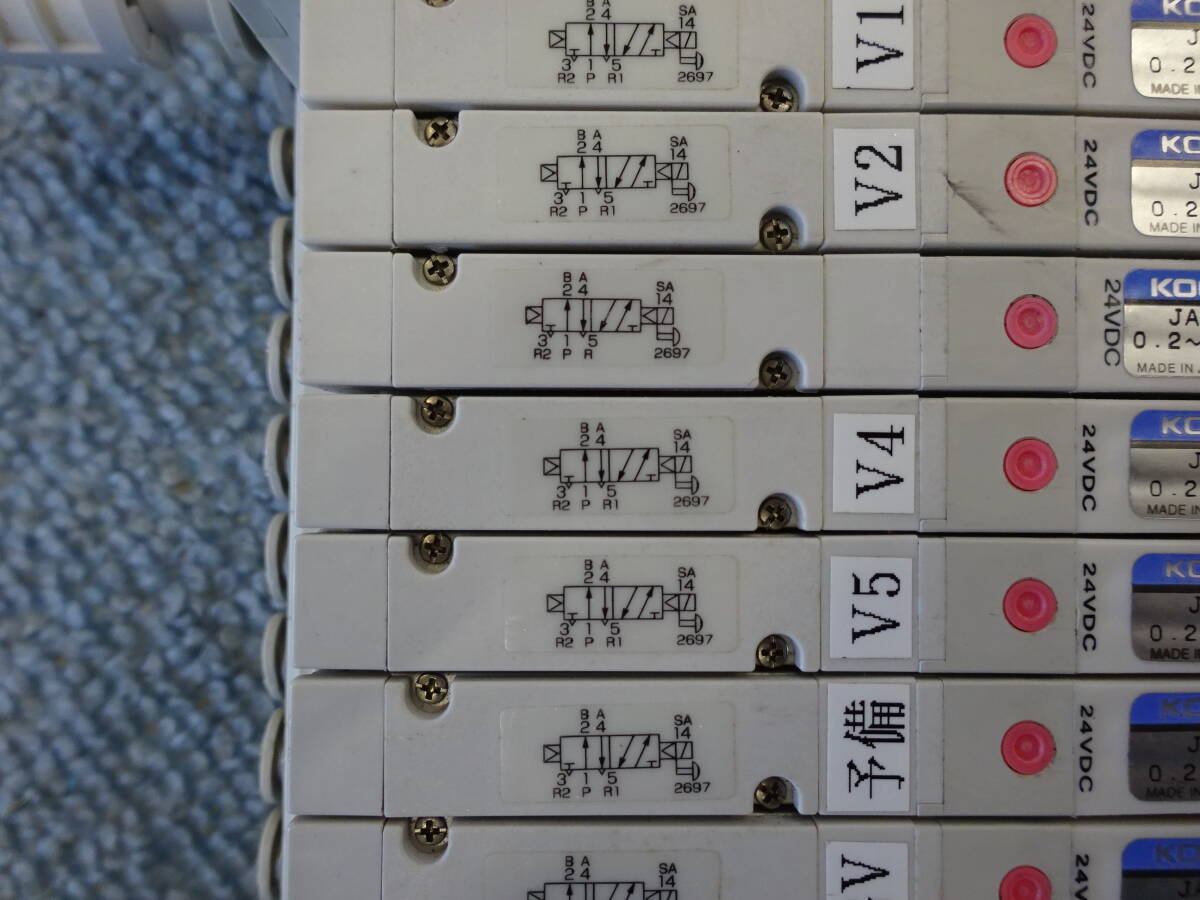 B A
2 4
SA
14
3 1 5
R2 P R1
2697
V1
24VDC
KO
J
0.2
MADE IN
B A
2 4
SA
14
3 1 5
R2 P R1
2697
V2
24VDC
KO
J
0.2
MADE IN
B A
2 4
SA
14
3 1 5
R2 P R
2697
24VDC
KO
JA
0.2~
MADE IN
B A
2 4
SA
14
3 1 5
R2 P R1
2697
V4
24VDC
KO
J
0.2
MADE IN
B A
2 4
SA
14
3 1 5
R2 P R1
2697
V5
24VDC
KO
J
0.2
MADE IN
B A
2 4
SA
14
3 1 5
R2 P R1
2697
予備
24VDC
KO
J
0.2
MADE IN
B A
2 4
SA
14
V
24V
KO
JA